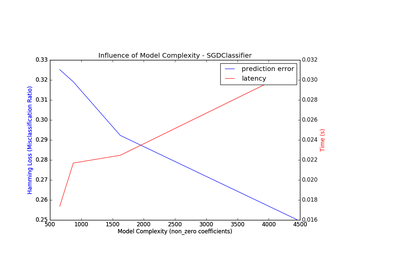 Influence of Model Complexity - SGDClassifier
prediction error
latency
0.33
0.32
0.31
0.30
0.29
0.28
0.27
0.26
0.25
Hamming Loss (Misclassification Ratio)
0.032
0.030
0.028
0.026
0.024
0.022
0.020
0.018
0.016
Time (s)
500 1000 1500 2000 2500 3000 3500 4000 4500
Model Complexity (non_zero coefficients)